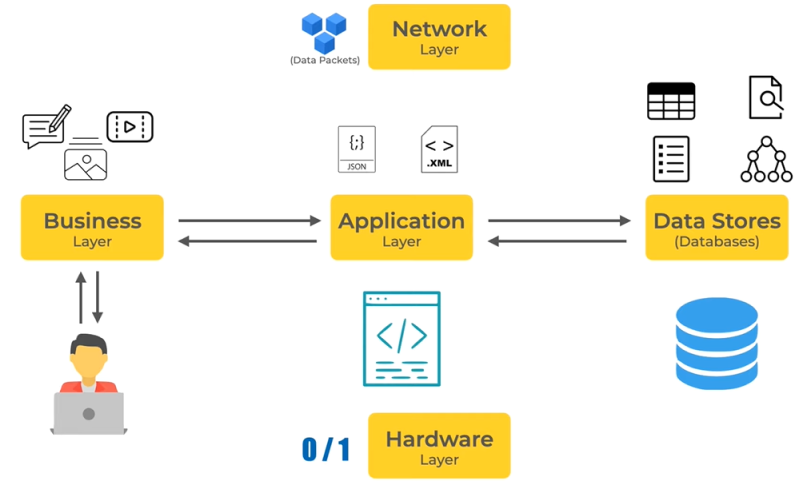 Network
Layer
(Data Packets)
{;}
JSON
< >
.XML
Business
Layer
Application
Layer
Data Stores
(Databases)
</>
0/1
Hardware
Layer